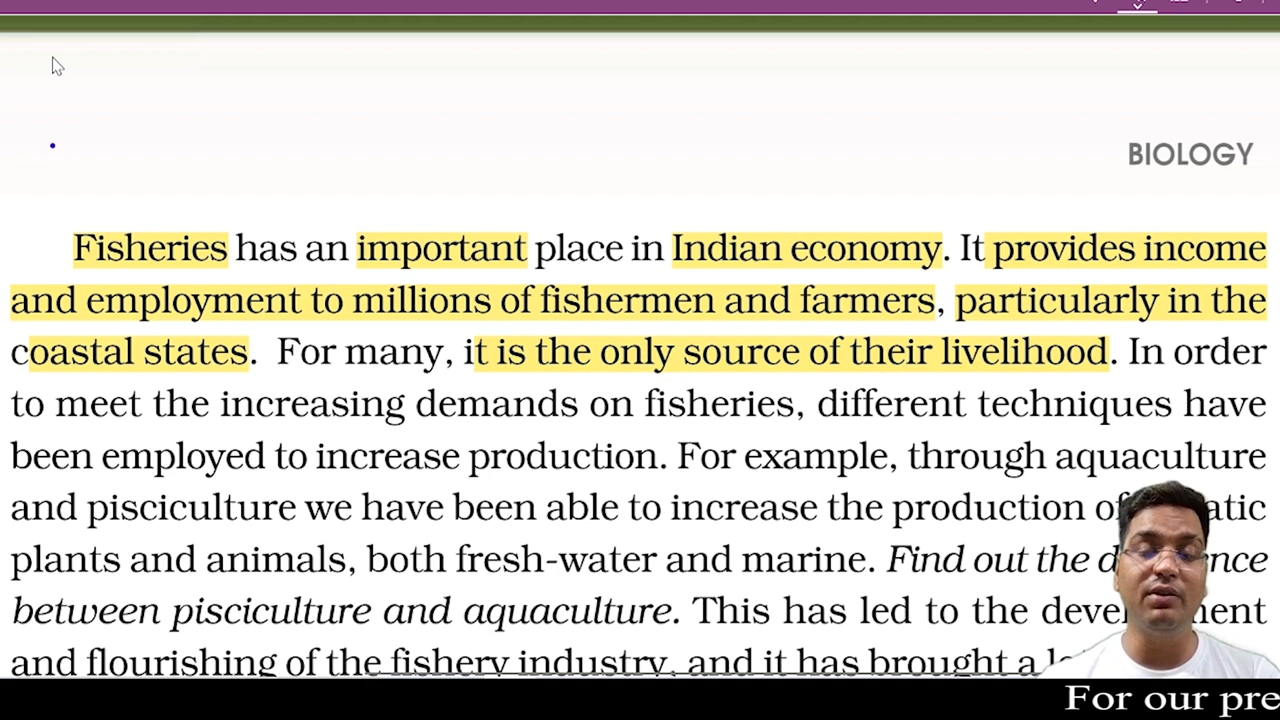 BIOLOGY
Fisheries has an important place in Indian economy. It provides income
and employment to millions of fishermen and farmers, particularly in the
coastal states. For many, it is the only source of their livelihood. In order
to meet the increasing demands on fisheries, different techniques have
been employed to increase production. For example, through aquaculture
and pisciculture we have been able to increase the production of
plants and animals, both fresh-water and marine. Find out the
between pisciculture and aquaculture. This has led to the
and flourishing of the fishery industry, and it has brought a
For our pre